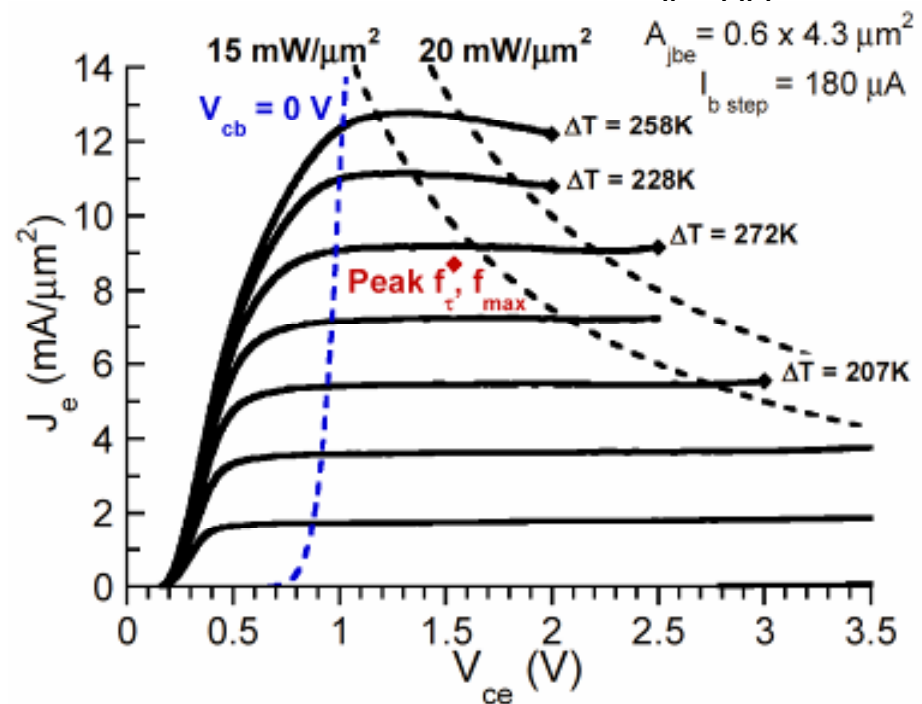 A_jbe = 0.6 x 4.3 μm²
I_b step = 180 μA
15 mW/μm²
20 mW/μm²
V_cb = 0 V
ΔT = 258K
ΔT = 228K
ΔT = 272K
Peak f_τ, f_max
ΔT = 207K
J_e (mA/μm²)
14
12
10
8
6
4
2
0
0 0.5 1 1.5 2 2.5 3 3.5
V_ce (V)